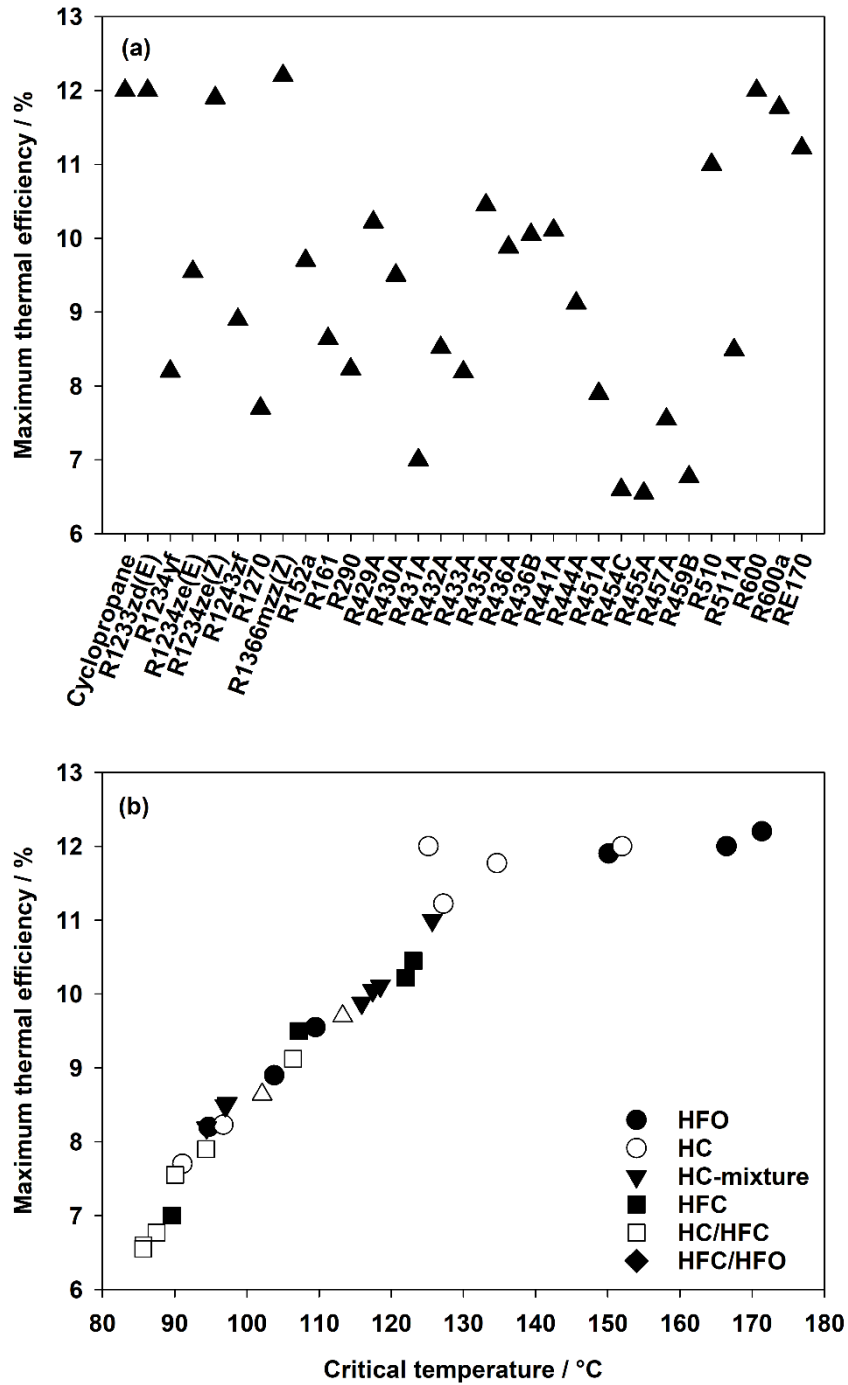 13
(a)
12
11
10
9
8
7
6
Maximum thermal efficiency / %
Cyclopropane
R1233zd(E)
R1234yf
R1234ze(E)
R1234ze(Z)
R1243zf
R1270
R1366mzz(Z)
R152a
R161
R290
R429A
R430A
R431A
R432A
R433A
R435A
R436A
R436B
R441A
R444A
R451A
R454C
R455A
R457A
R459B
R510
R511A
R600
R600a
RE170
13
(b)
12
11
10
9
8
7
6
Maximum thermal efficiency / %
HFO
HC
HC-mixture
HFC
HC/HFC
HFC/HFO
80 90 100 110 120 130 140 150 160 170 180
Critical temperature / °C